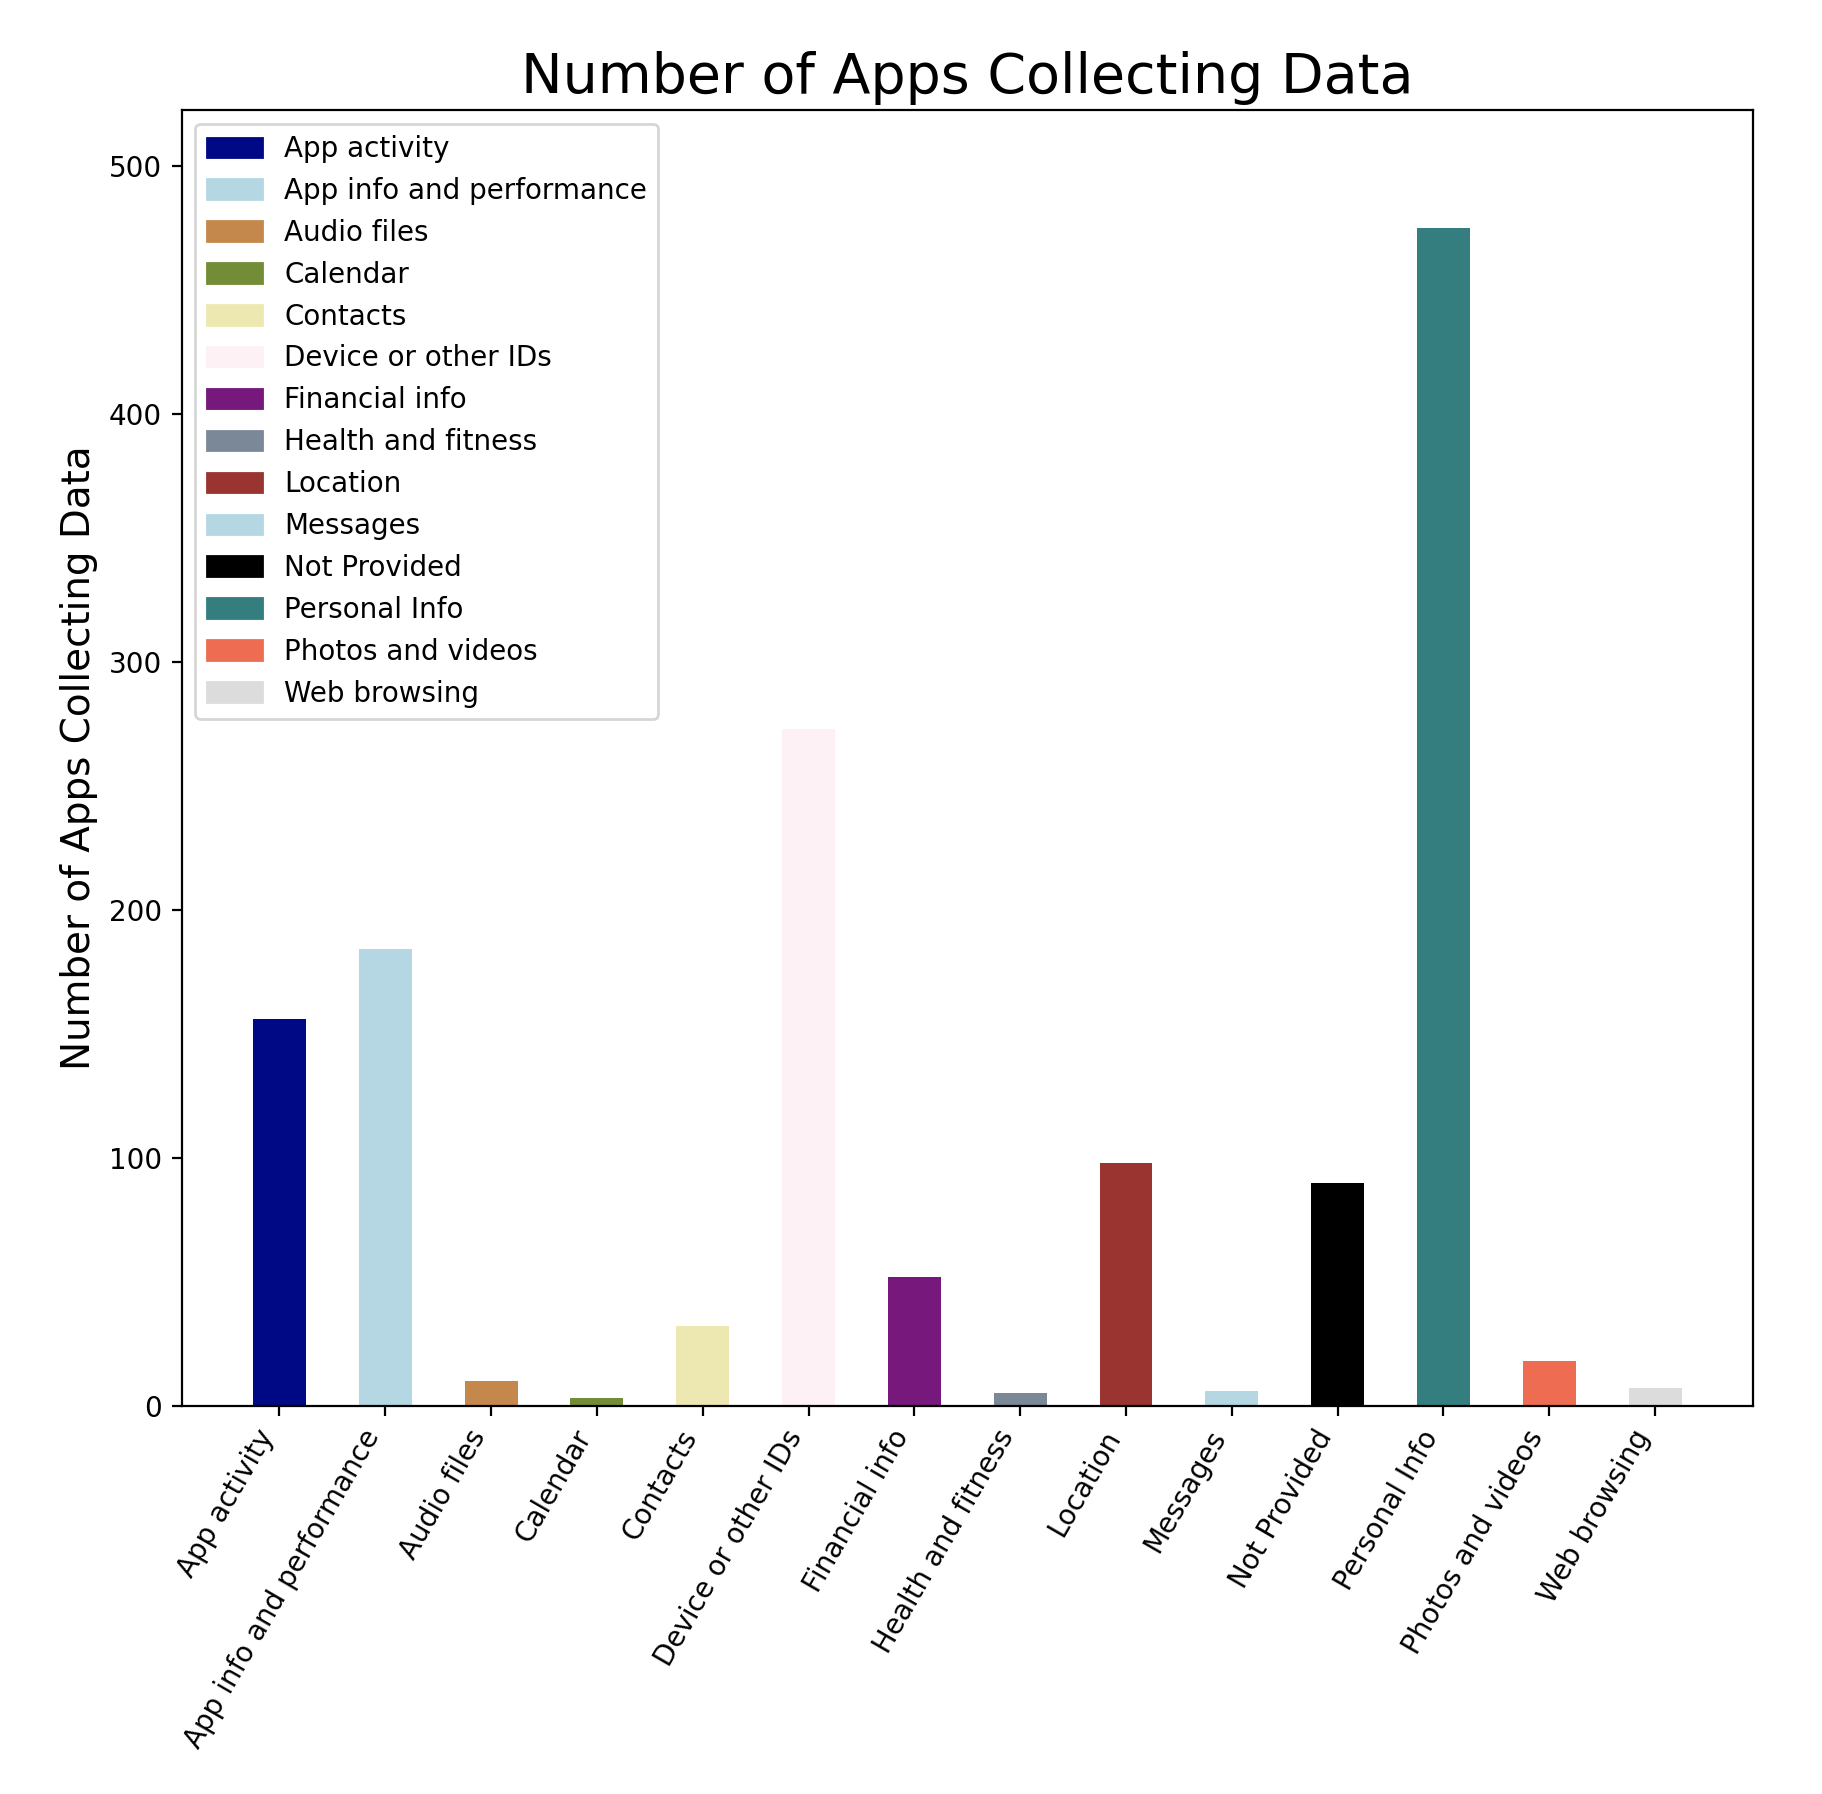 Number of Apps Collecting Data
Number of Apps Collecting Data
500
400
300
200
100
0
App activity
App info and performance
Audio files
Calendar
Contacts
Device or other IDs
Financial info
Health and fitness
Location
Messages
Not Provided
Personal Info
Photos and videos
Web browsing
App activity
App info and performance
Audio files
Calendar
Contacts
Device or other IDs
Financial info
Health and fitness
Location
Messages
Not Provided
Personal Info
Photos and videos
Web browsing